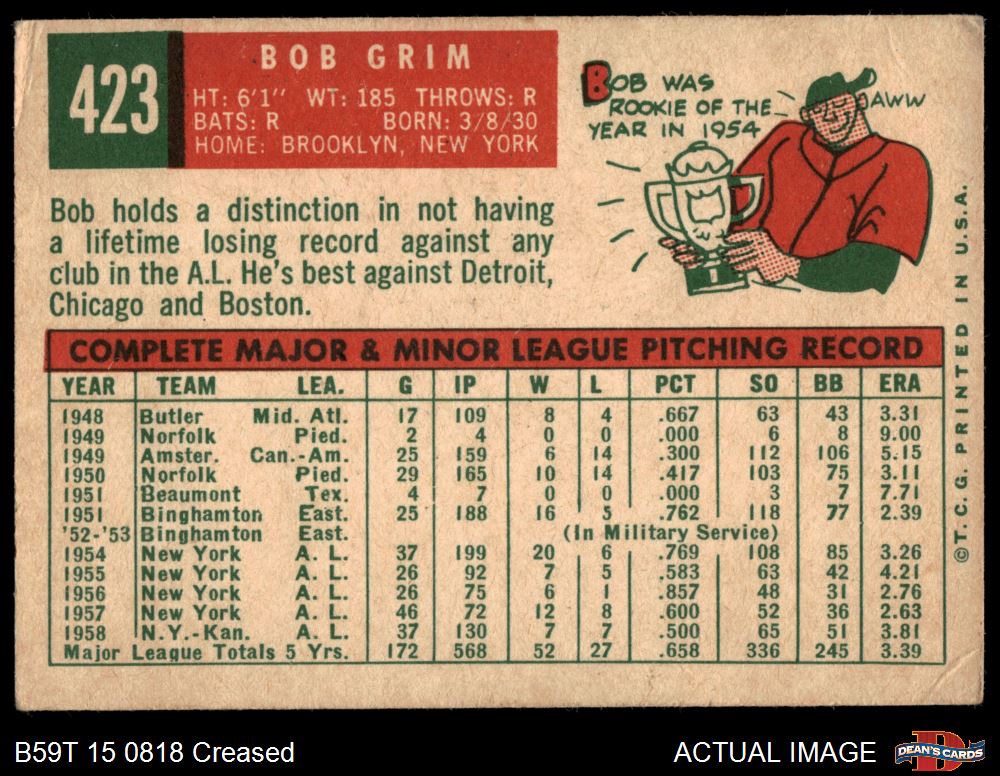 423
BOB GRIM
HT: 6'1" WT: 185 THROWS: R
BATS: R BORN: 3/8/30
HOME: BROOKLYN, NEW YORK
BOB WAS
ROOKIE OF THE
YEAR IN 1954
AWW
Bob holds a distinction in not having
a lifetime losing record against any
club in the A.L. He's best against Detroit,
Chicago and Boston.
COMPLETE MAJOR & MINOR LEAGUE PITCHING RECORD
YEAR TEAM LEA. G IP W L PCT SO BB ERA
1948 Butler Mid. Atl. 17 109 8 4 .667 63 43 3.31
1949 Norfolk Pied. 2 4 0 0 .000 6 8 9.00
1949 Amster. Can.-Am. 25 159 6 14 .300 112 106 5.15
1950 Norfolk Pied. 29 165 10 14 .417 103 75 3.11
1951 Beaumont Tex. 4 7 0 0 .000 3 7 7.71
1951 Binghamton East. 25 188 16 5 .762 118 77 2.39
'52-'53 Binghamton East. (In Military Service)
1954 New York A. L. 37 199 20 6 .769 108 85 3.26
1955 New York A. L. 26 92 7 5 .583 63 42 4.21
1956 New York A. L. 26 75 6 1 .857 48 31 2.76
1957 New York A. L. 46 72 12 8 .600 52 36 2.63
1958 N.Y.-Kan. A. L. 37 130 7 7 .500 65 51 3.81
Major League Totals 5 Yrs. 172 568 52 27 .658 336 245 3.39
©T.C.G. PRINTED IN U.S.A.
B59T 15 0818 Creased
ACTUAL IMAGE
DEAN'S CARDS